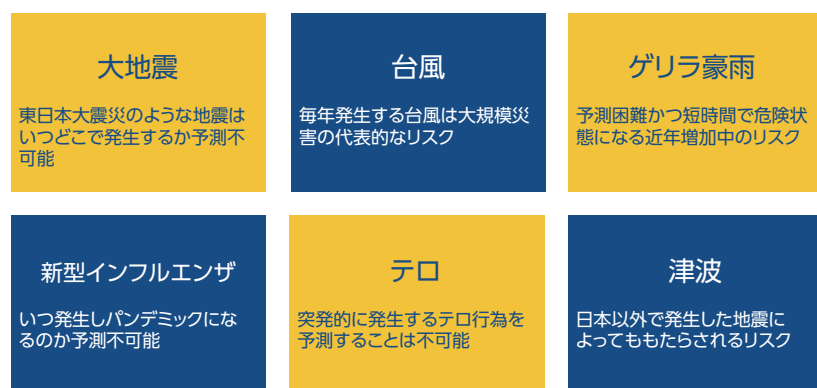 大地震
東日本大震災のような地震は
いつどこで発生するか予測不
可能
台風
毎年発生する台風は大規模災
害の代表的なリスク
ゲリラ豪雨
予測困難かつ短時間で危険状
態になる近年増加中のリスク
新型インフルエンザ
いつ発生しパンデミックにな
るのか予測不可能
テロ
突発的に発生するテロ行為を
予測することは不可能
津波
日本以外で発生した地震に
よってももたらされるリスク